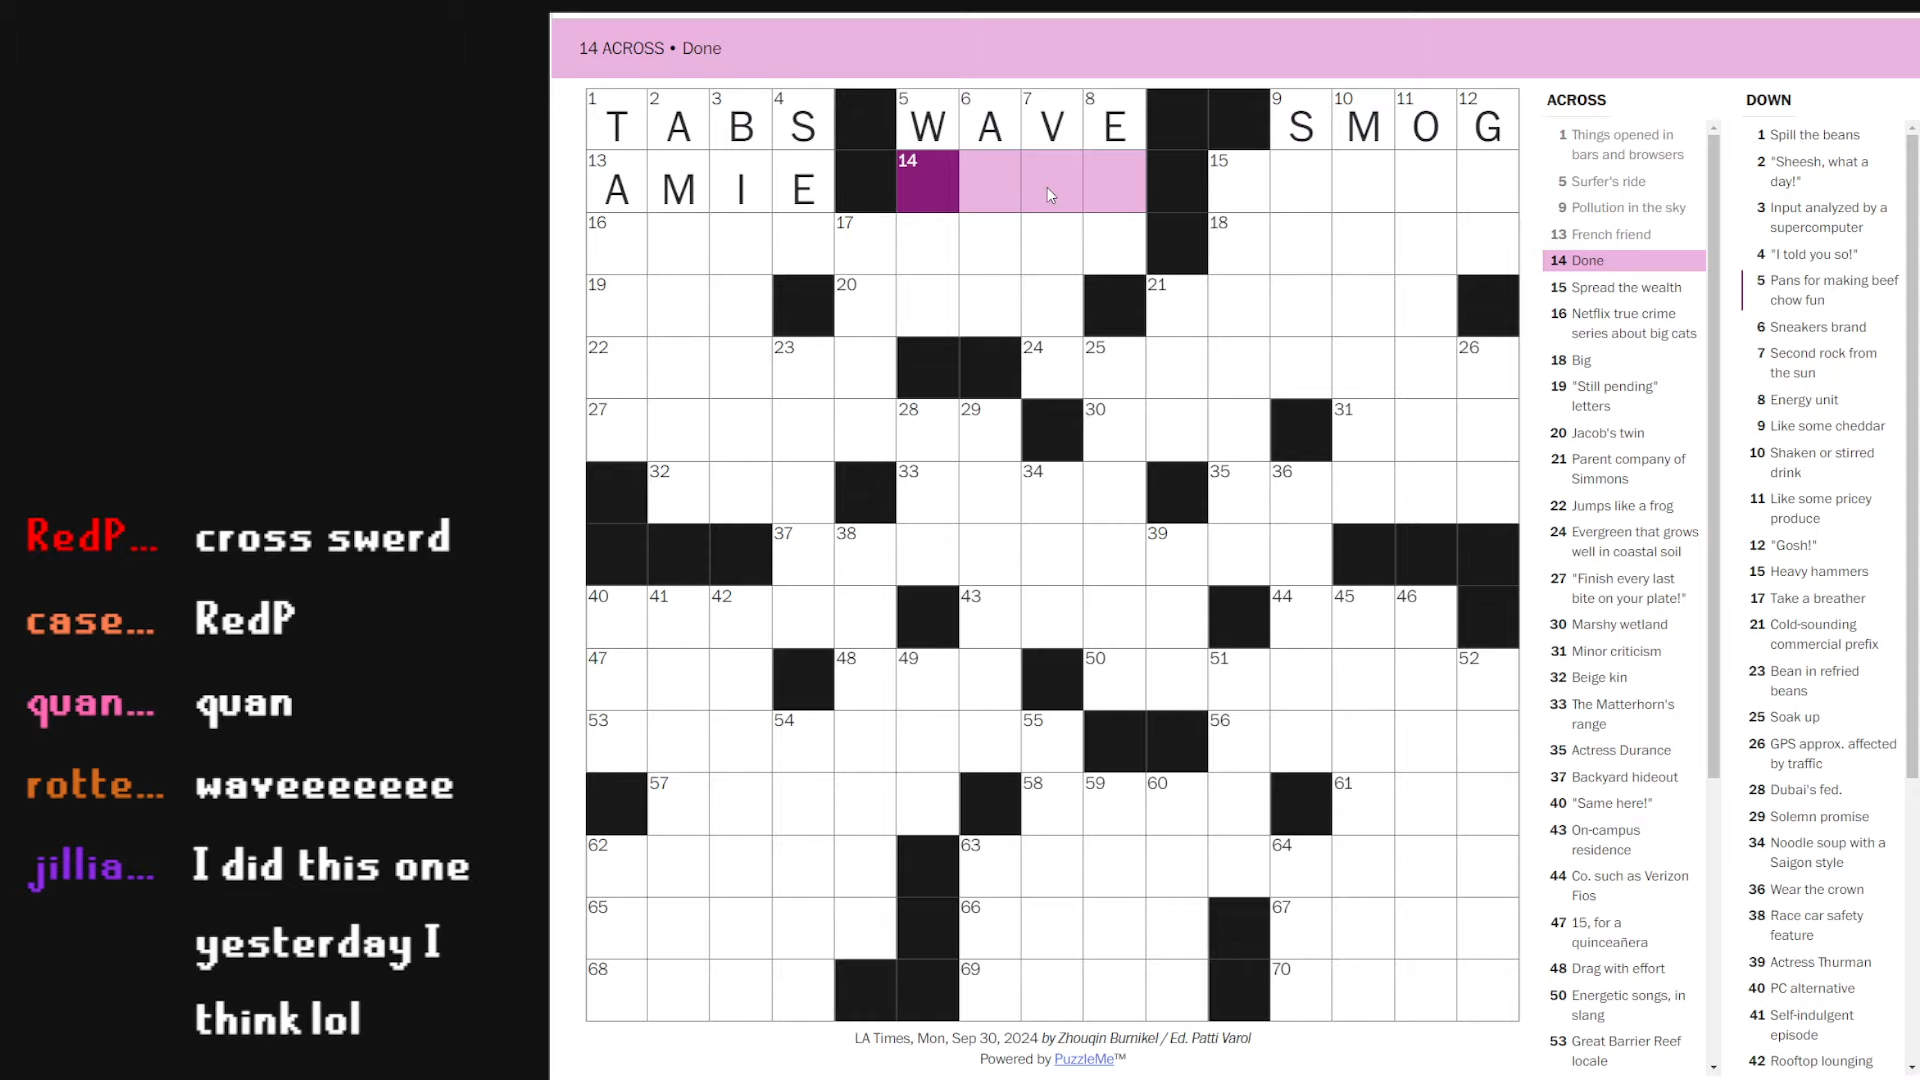 14 ACROSS • Done
1 2 3 4 5 6 7 8 9 10 11 12
T A B S W A V E S M O G
13 14 15
A M I E
16 17 18
19 20 21
22 23 24 25 26
27 28 29 30 31
32 33 34 35 36
37 38 39
40 41 42 43 44 45 46
47 48 49 50 51 52
53 54 55 56
57 58 59 60 61
62 63 64
65 66 67
68 69 70
LA Times, Mon, Sep 30, 2024 by Zhouqin Burnikel / Ed. Patti Varol
Powered by PuzzleMe™
ACROSS
1 Things opened in
bars and browsers
5 Surfer's ride
9 Pollution in the sky
13 French friend
14 Done
15 Spread the wealth
16 Netflix true crime
series about big cats
18 Big
19 "Still pending"
letters
20 Jacob's twin
21 Parent company of
Simmons
22 Jumps like a frog
24 Evergreen that grows
well in coastal soil
27 "Finish every last
bite on your plate!"
30 Marshy wetland
31 Minor criticism
32 Beige kin
33 The Matterhorn's
range
35 Actress Durance
37 Backyard hideout
40 "Same here!"
43 On-campus
residence
44 Co. such as Verizon
Fios
47 15, for a
quinceañera
48 Drag with effort
50 Energetic songs, in
slang
53 Great Barrier Reef
locale
DOWN
1 Spill the beans
2 "Sheesh, what a
day!"
3 Input analyzed by a
supercomputer
4 "I told you so!"
5 Pans for making beef
chow fun
6 Sneakers brand
7 Second rock from
the sun
8 Energy unit
9 Like some cheddar
10 Shaken or stirred
drink
11 Like some pricey
produce
12 "Gosh!"
15 Heavy hammers
17 Take a breather
21 Cold-sounding
commercial prefix
23 Bean in refried
beans
25 Soak up
26 GPS approx. affected
by traffic
28 Dubai's fed.
29 Solemn promise
34 Noodle soup with a
Saigon style
36 Wear the crown
38 Race car safety
feature
39 Actress Thurman
40 PC alternative
41 Self-indulgent
episode
42 Rooftop lounging
RedP... cross swerd
case... RedP
quan... quan
rotte... waveeeeeee
jillia... I did this one
yesterday I
think lol